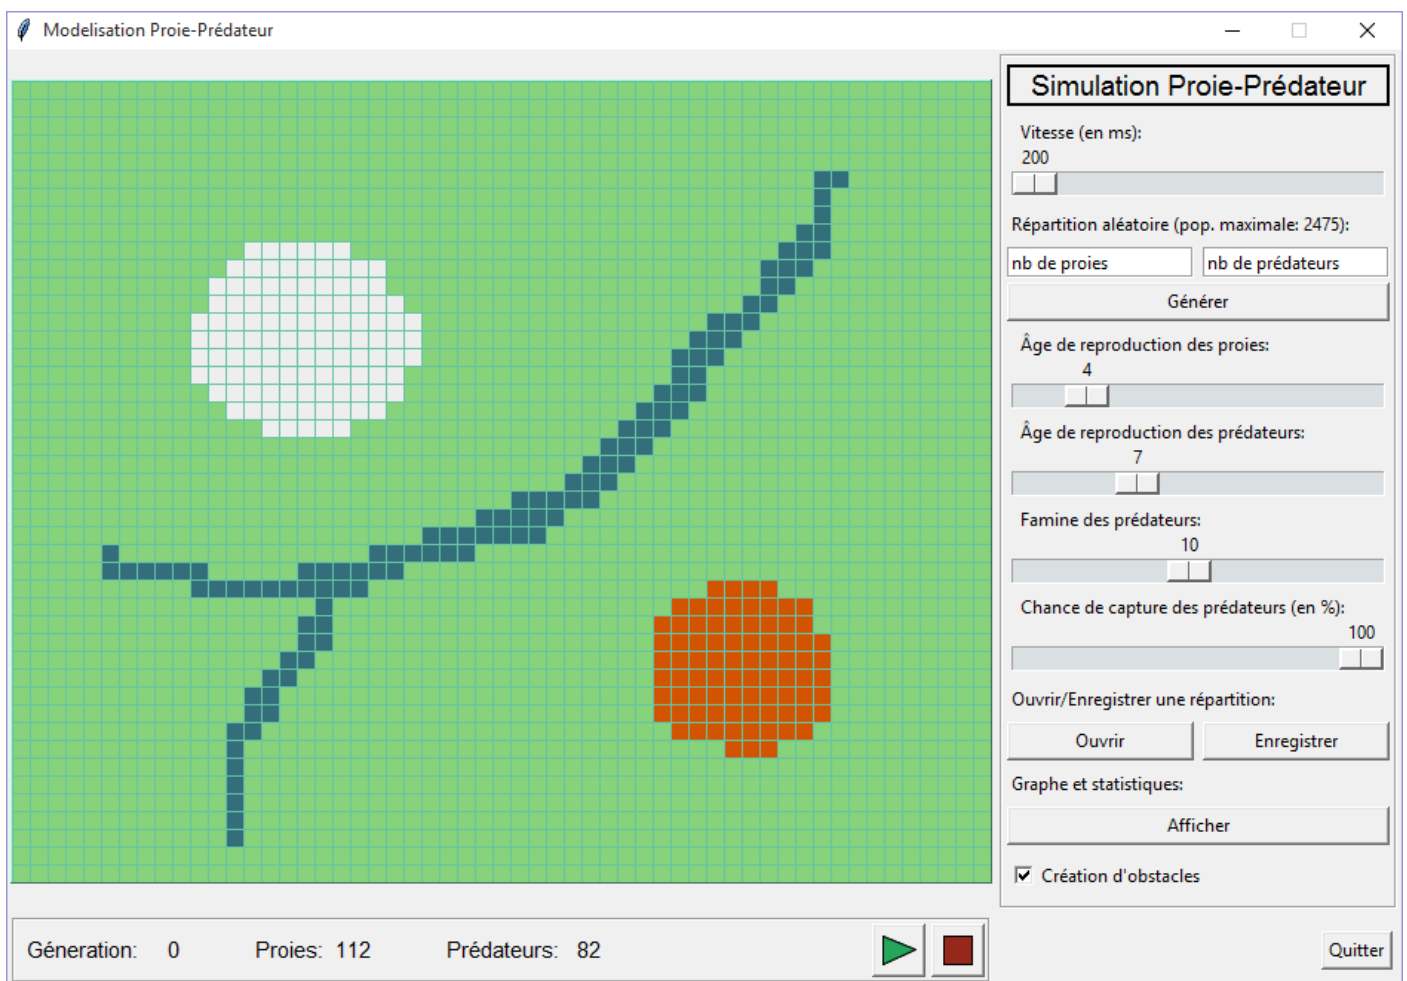 Modelisation Proie-Prédateur
Simulation Proie-Prédateur
Vitesse (en ms):
200
Répartition aléatoire (pop. maximale: 2475):
nb de proies nb de prédateurs
Générer
Âge de reproduction des proies:
4
Âge de reproduction des prédateurs:
7
Famine des prédateurs:
10
Chance de capture des prédateurs (en %):
100
Ouvrir/Enregistrer une répartition:
Ouvrir Enregistrer
Graphe et statistiques:
Afficher
Création d'obstacles
Géneration: 0 Proies: 112 Prédateurs: 82
Quitter